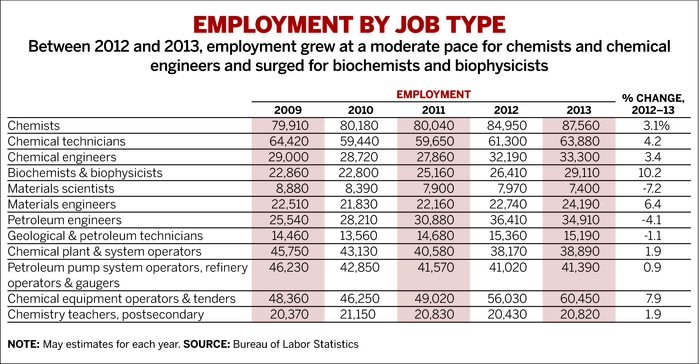 EMPLOYMENT BY JOB TYPE
Between 2012 and 2013, employment grew at a moderate pace for chemists and chemical
engineers and surged for biochemists and biophysicists
EMPLOYMENT % CHANGE,
2009 2010 2011 2012 2013 2012–13
Chemists 79,910 80,180 80,040 84,950 87,560 3.1%
Chemical technicians 64,420 59,440 59,650 61,300 63,880 4.2
Chemical engineers 29,000 28,720 27,860 32,190 33,300 3.4
Biochemists & biophysicists 22,860 22,800 25,160 26,410 29,110 10.2
Materials scientists 8,880 8,390 7,900 7,970 7,400 -7.2
Materials engineers 22,510 21,830 22,160 22,740 24,190 6.4
Petroleum engineers 25,540 28,210 30,880 36,410 34,910 -4.1
Geological & petroleum technicians 14,460 13,560 14,680 15,360 15,190 -1.1
Chemical plant & system operators 45,750 43,130 40,580 38,170 38,890 1.9
Petroleum pump system operators, refinery 46,230 42,850 41,570 41,020 41,390 0.9
operators & gaugers
Chemical equipment operators & tenders 48,360 46,250 49,020 56,030 60,450 7.9
Chemistry teachers, postsecondary 20,370 21,150 20,830 20,430 20,820 1.9
NOTE: May estimates for each year. SOURCE: Bureau of Labor Statistics